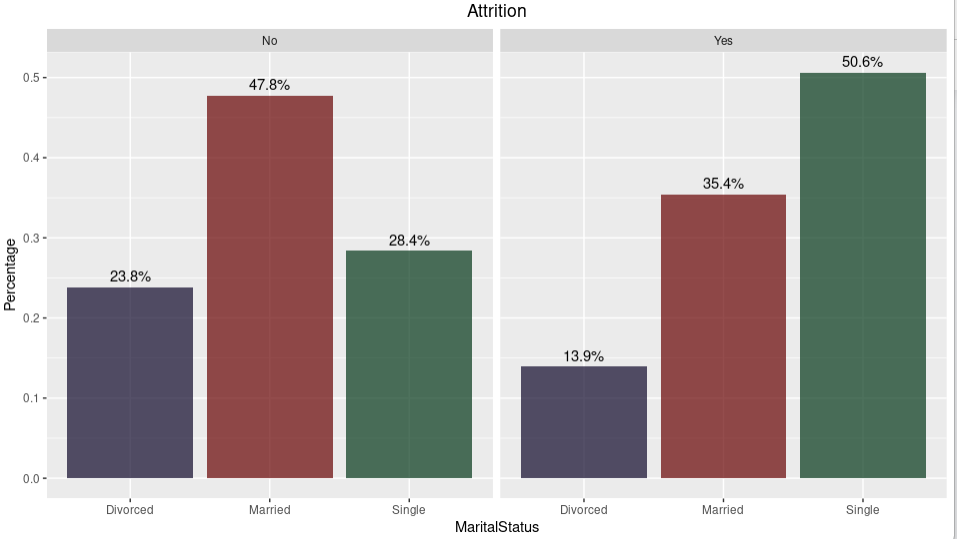 Attrition
No
Yes
Percentage
0.5
0.4
0.3
0.2
0.1
0.0
23.8%
47.8%
28.4%
13.9%
35.4%
50.6%
Divorced
Married
Single
Divorced
Married
Single
MaritalStatus